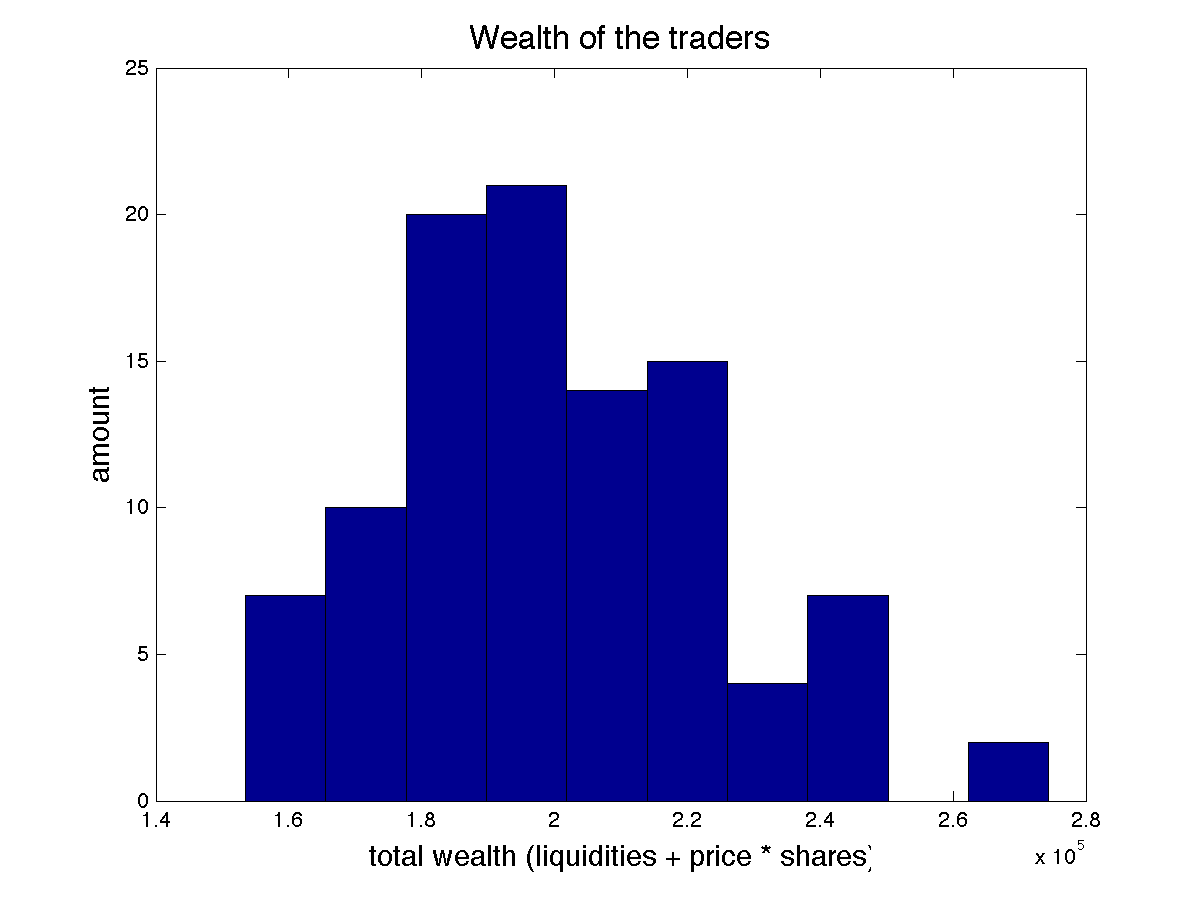 Wealth of the traders
25
20
15
10
5
0
amount
1.4 1.6 1.8 2 2.2 2.4 2.6 2.8
x 10^5
total wealth (liquidities + price * shares)